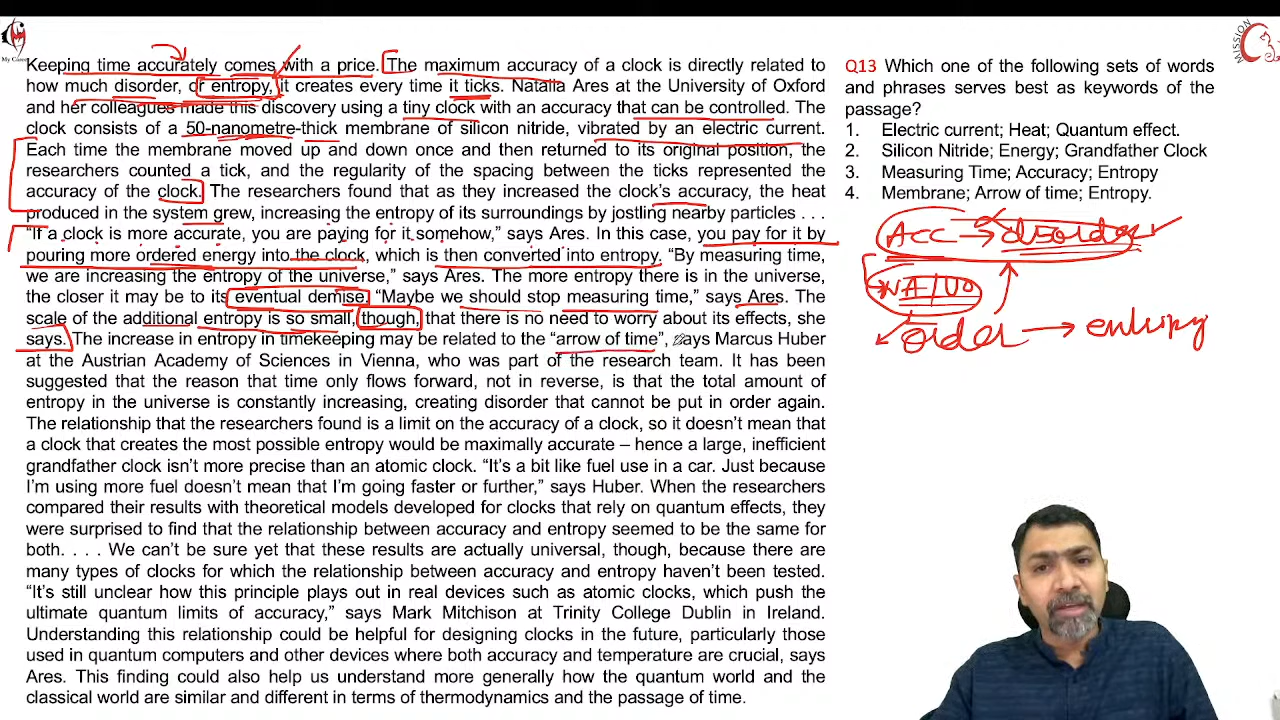 Keeping time accurately comes with a price. The maximum accuracy of a clock is directly related to
how much disorder, or entropy, it creates every time it ticks. Natalia Ares at the University of Oxford
and her colleagues made this discovery using a tiny clock with an accuracy that can be controlled. The
clock consists of a 50-nanometre-thick membrane of silicon nitride, vibrated by an electric current.
Each time the membrane moved up and down once and then returned to its original position, the
researchers counted a tick, and the regularity of the spacing between the ticks represented the
accuracy of the clock. The researchers found that as they increased the clock's accuracy, the heat
produced in the system grew, increasing the entropy of its surroundings by jostling nearby particles . . .
"If a clock is more accurate, you are paying for it somehow," says Ares. In this case, you pay for it by
pouring more ordered energy into the clock, which is then converted into entropy. "By measuring time,
we are increasing the entropy of the universe," says Ares. The more entropy there is in the universe,
the closer it may be to its eventual demise. "Maybe we should stop measuring time," says Ares. The
scale of the additional entropy is so small, though, that there is no need to worry about its effects, she
says. The increase in entropy in timekeeping may be related to the "arrow of time", says Marcus Huber
at the Austrian Academy of Sciences in Vienna, who was part of the research team. It has been
suggested that the reason that time only flows forward, not in reverse, is that the total amount of
entropy in the universe is constantly increasing, creating disorder that cannot be put in order again.
The relationship that the researchers found is a limit on the accuracy of a clock, so it doesn't mean that
a clock that creates the most possible entropy would be maximally accurate – hence a large, inefficient
grandfather clock isn't more precise than an atomic clock. "It's a bit like fuel use in a car. Just because
I'm using more fuel doesn't mean that I'm going faster or further," says Huber. When the researchers
compared their results with theoretical models developed for clocks that rely on quantum effects, they
were surprised to find that the relationship between accuracy and entropy seemed to be the same for
both. . . . We can't be sure yet that these results are actually universal, though, because there are
many types of clocks for which the relationship between accuracy and entropy haven't been tested.
"It's still unclear how this principle plays out in real devices such as atomic clocks, which push the
ultimate quantum limits of accuracy," says Mark Mitchison at Trinity College Dublin in Ireland.
Understanding this relationship could be helpful for designing clocks in the future, particularly those
used in quantum computers and other devices where both accuracy and temperature are crucial, says
Ares. This finding could also help us understand more generally how the quantum world and the
classical world are similar and different in terms of thermodynamics and the passage of time.
Q13 Which one of the following sets of words
and phrases serves best as keywords of the
passage?
1. Electric current; Heat; Quantum effect.
2. Silicon Nitride; Energy; Grandfather Clock
3. Measuring Time; Accuracy; Entropy
4. Membrane; Arrow of time; Entropy.
Acc → disorder
order → entropy
MISSION